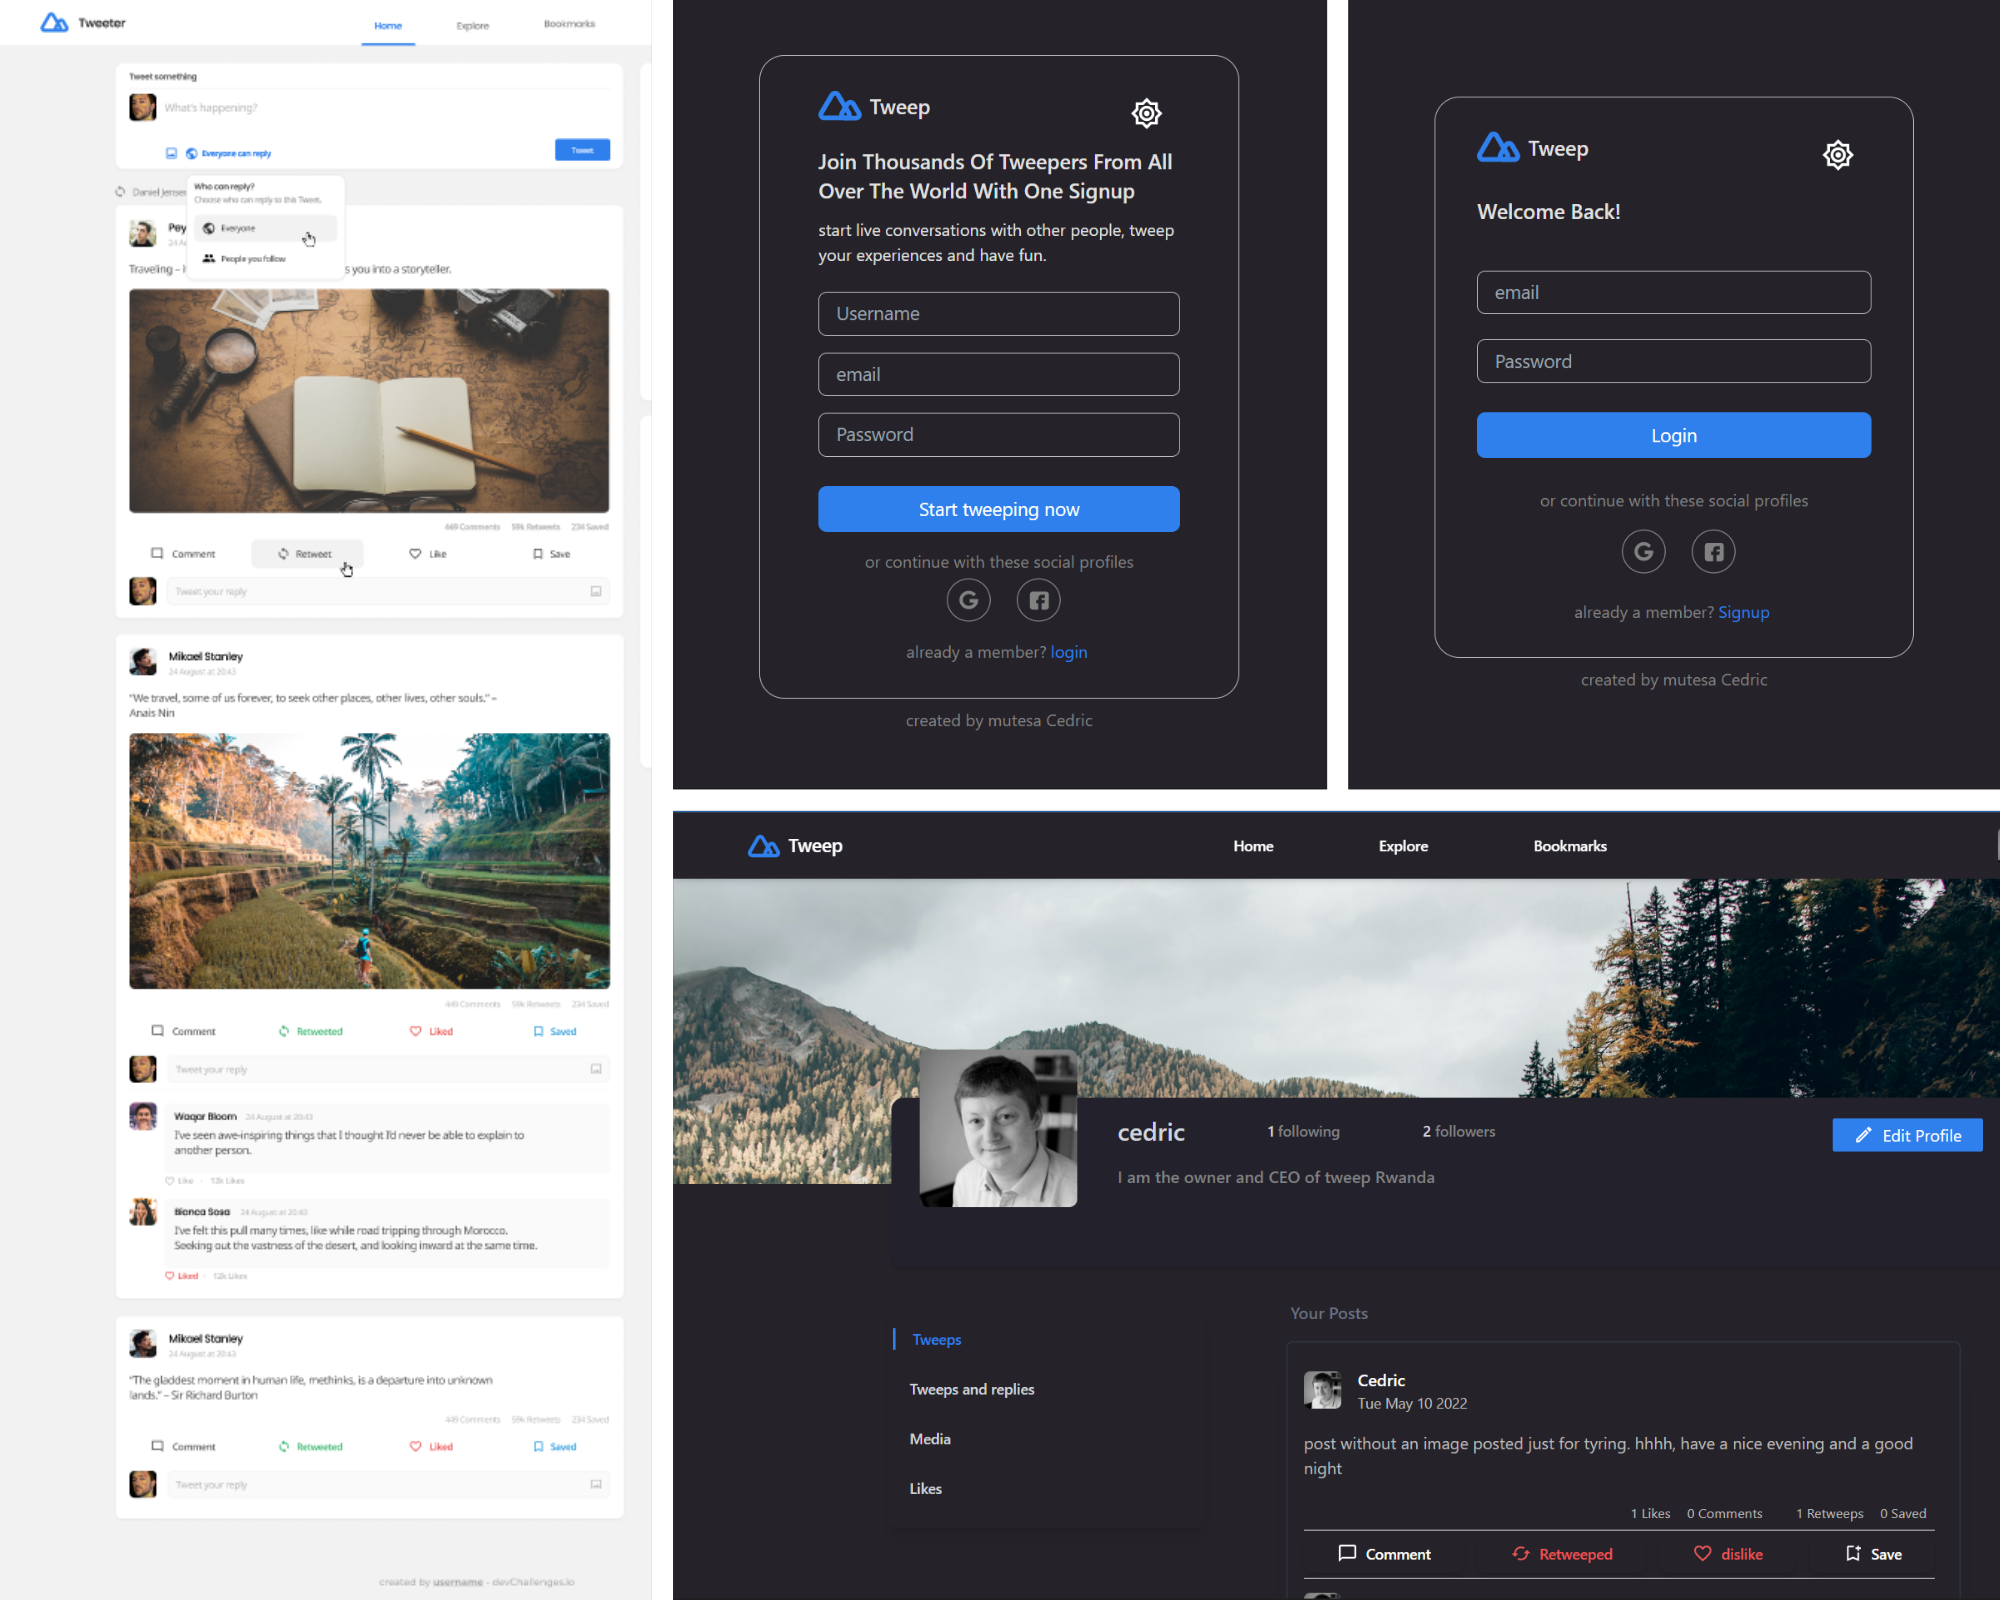 Tweeter
Home
Explore
Bookmarks
Tweet something
What's happening?
Everyone can reply
Tweet
Daniel Jensen
Who can reply?
Choose who can reply to this Tweet.
Everyone
People you follow
Pey
24 A
Traveling – i
s you into a storyteller.
449 Comments 59k Retweets 234 Saved
Comment
Retweet
Like
Save
Tweet your reply
Mikael Stanley
24 August at 20:43
"We travel, some of us forever, to seek other places, other lives, other souls." –
Anais Nin
449 Comments 59k Retweets 234 Saved
Comment
Retweeted
Liked
Saved
Tweet your reply
Waqar Bloom 24 August at 20:43
I've seen awe-inspiring things that I thought I'd never be able to explain to
another person.
Like · 12k Likes
Bianca Sosa 24 August at 20:43
I've felt this pull many times, like while road tripping through Morocco.
Seeking out the vastness of the desert, and looking inward at the same time.
Liked · 12k Likes
Mikael Stanley
24 August at 20:43
"The gladdest moment in human life, methinks, is a departure into unknown
lands." – Sir Richard Burton
449 Comments 59k Retweets 234 Saved
Comment
Retweeted
Liked
Saved
Tweet your reply
created by username - devChallenges.io
Tweep
Join Thousands Of Tweepers From All
Over The World With One Signup
start live conversations with other people, tweep
your experiences and have fun.
Username
email
Password
Start tweeping now
or continue with these social profiles
G
already a member? login
created by mutesa Cedric
Tweep
Welcome Back!
email
Password
Login
or continue with these social profiles
G
already a member? Signup
created by mutesa Cedric
Tweep
Home
Explore
Bookmarks
cedric
1 following
2 followers
Edit Profile
I am the owner and CEO of tweep Rwanda
Tweeps
Tweeps and replies
Media
Likes
Your Posts
Cedric
Tue May 10 2022
post without an image posted just for tyring. hhhh, have a nice evening and a good
night
1 Likes 0 Comments 1 Retweeps 0 Saved
Comment
Retweeped
dislike
Save